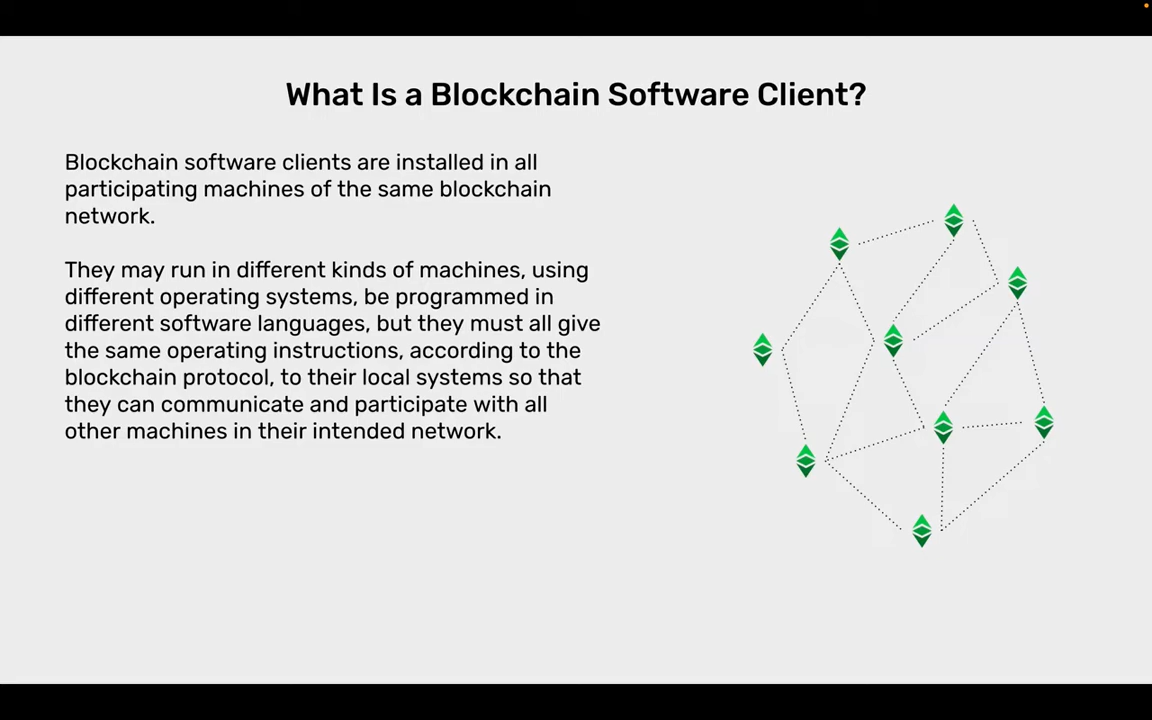 What Is a Blockchain Software Client?
Blockchain software clients are installed in all
participating machines of the same blockchain
network.
They may run in different kinds of machines, using
different operating systems, be programmed in
different software languages, but they must all give
the same operating instructions, according to the
blockchain protocol, to their local systems so that
they can communicate and participate with all
other machines in their intended network.